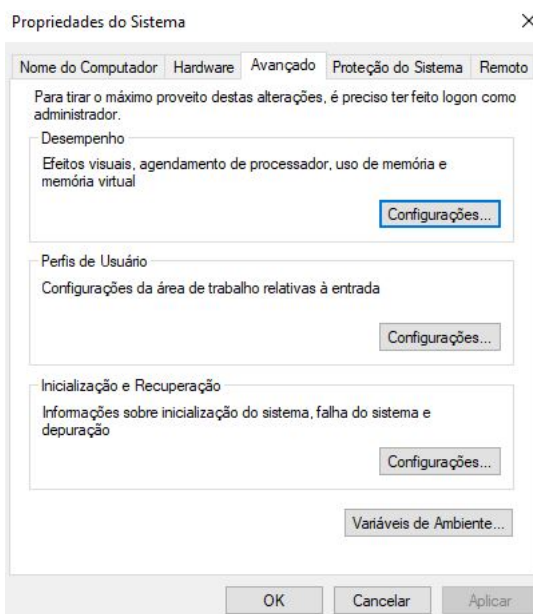 Propriedades do Sistema
Nome do Computador Hardware Avançado Proteção do Sistema Remoto
Para tirar o máximo proveito destas alterações, é preciso ter feito logon como
administrador.
Desempenho
Efeitos visuais, agendamento de processador, uso de memória e
memória virtual
Configurações...
Perfis de Usuário
Configurações da área de trabalho relativas à entrada
Configurações...
Inicialização e Recuperação
Informações sobre inicialização do sistema, falha do sistema e
depuração
Configurações...
Variáveis de Ambiente...
OK Cancelar Aplicar